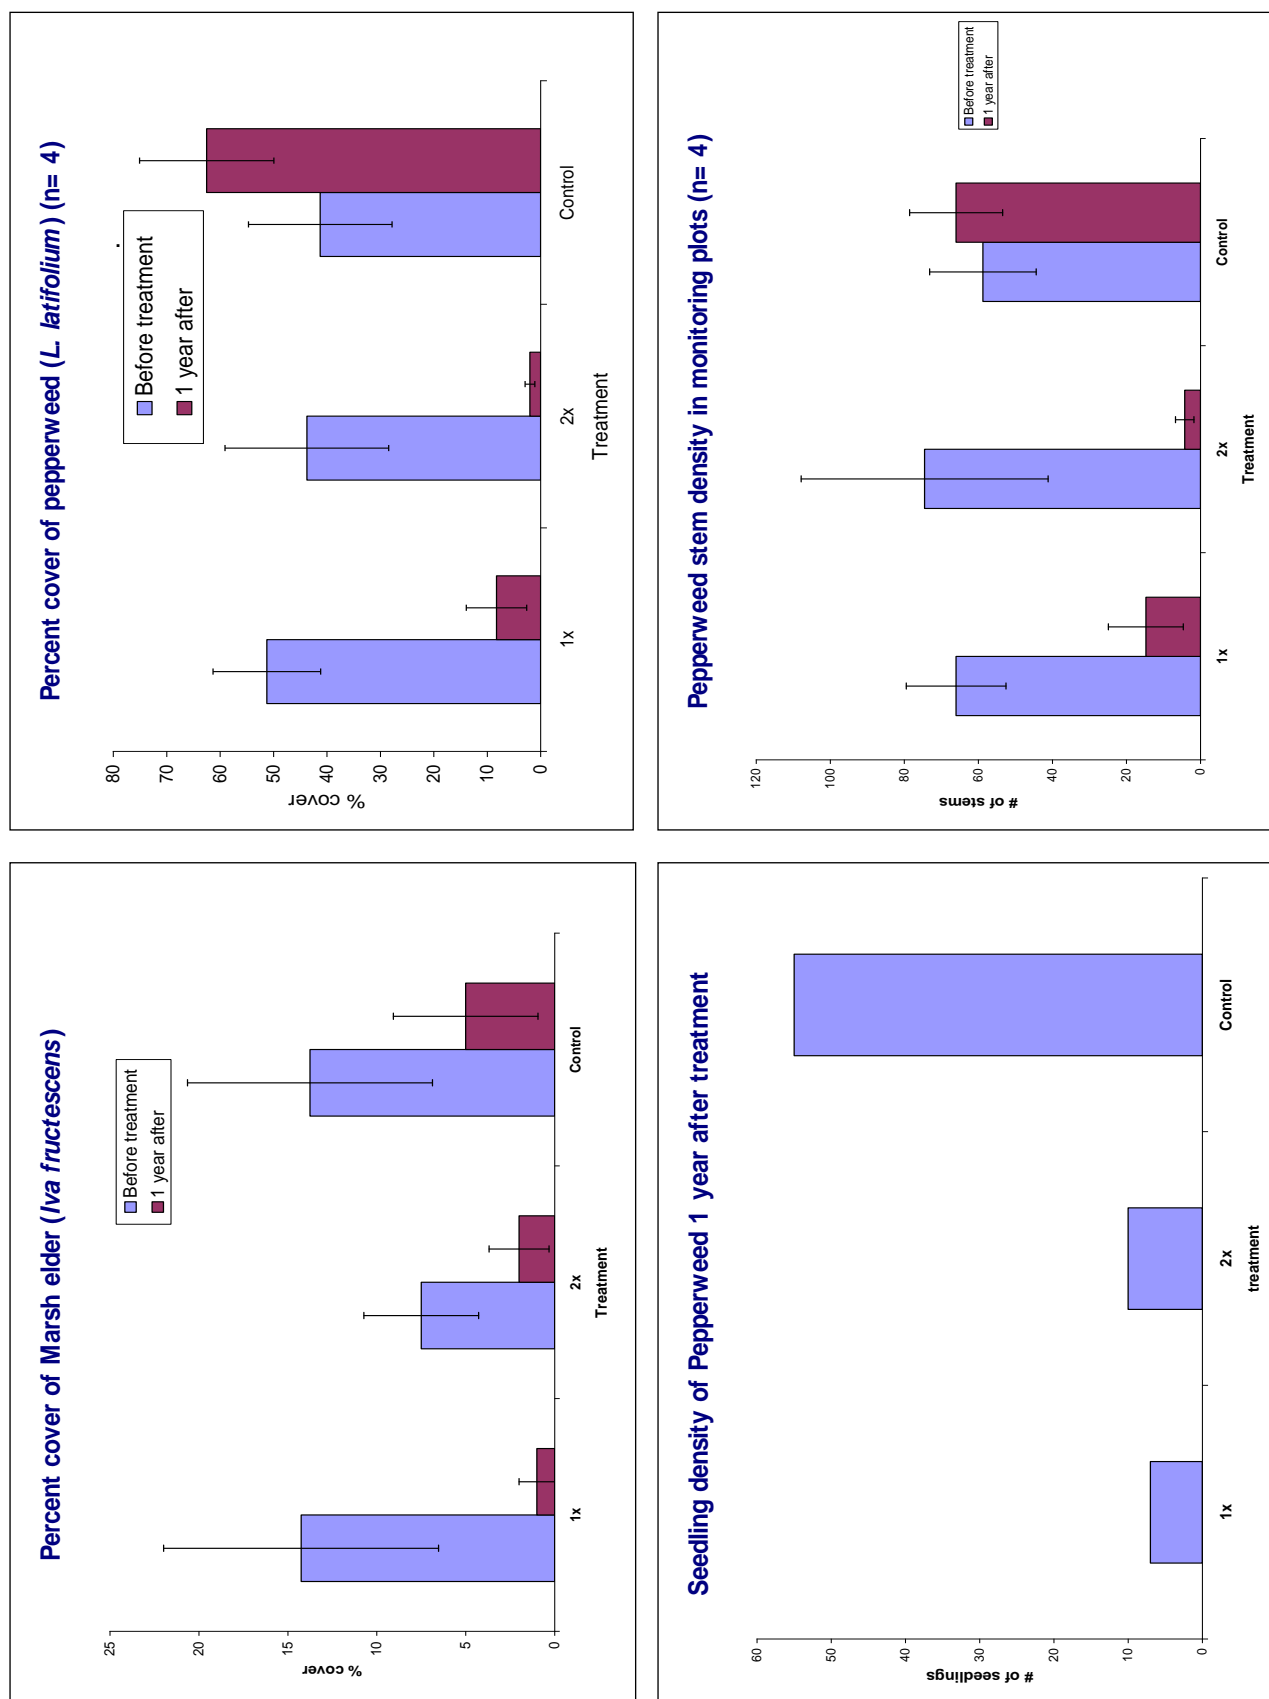 Percent cover of Marsh elder (Iva fructescens)
Before treatment
1 year after
25
20
15
10
5
0
% cover
1x
2x
Control
Treatment
Percent cover of pepperweed (L. latifolium) (n= 4)
Before treatment
1 year after
80
70
60
50
40
30
20
10
0
% cover
1x
2x
Control
Treatment
Seedling density of Pepperweed 1 year after treatment
60
50
40
30
20
10
0
# of seedlings
1x
2x
Control
treatment
Pepperweed stem density in monitoring plots (n= 4)
Before treatment
1 year after
120
100
80
60
40
20
0
# of stems
1x
2x
Control
Treatment